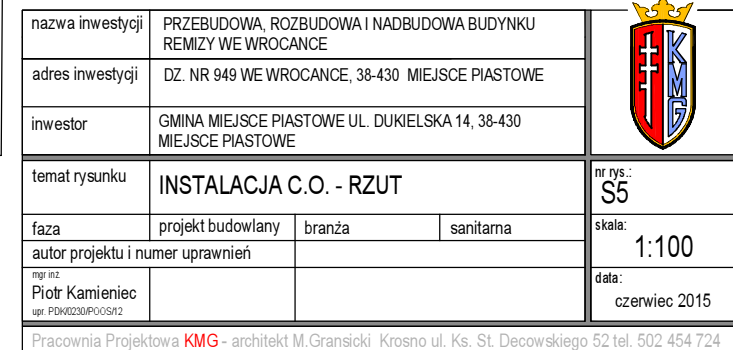 nazwa inwestycji PRZEBUDOWA, ROZBUDOWA I NADBUDOWA BUDYNKU
REMIZY WE WROCANCE
adres inwestycji DZ. NR 949 WE WROCANCE, 38-430 MIEJSCE PIASTOWE
inwestor GMINA MIEJSCE PIASTOWE UL. DUKIELSKA 14, 38-430
MIEJSCE PIASTOWE
KMG
temat rysunku INSTALACJA C.O. - RZUT
nr rys.:
S5
faza projekt budowlany branża sanitarna
skala:
1:100
autor projektu i numer uprawnień
mgr inż.
Piotr Kamieniec
upr. PDK/0230/POOS/12
data:
czerwiec 2015
Pracownia Projektowa KMG - architekt M.Gransicki Krosno ul. Ks. St. Decowskiego 52 tel. 502 454 724